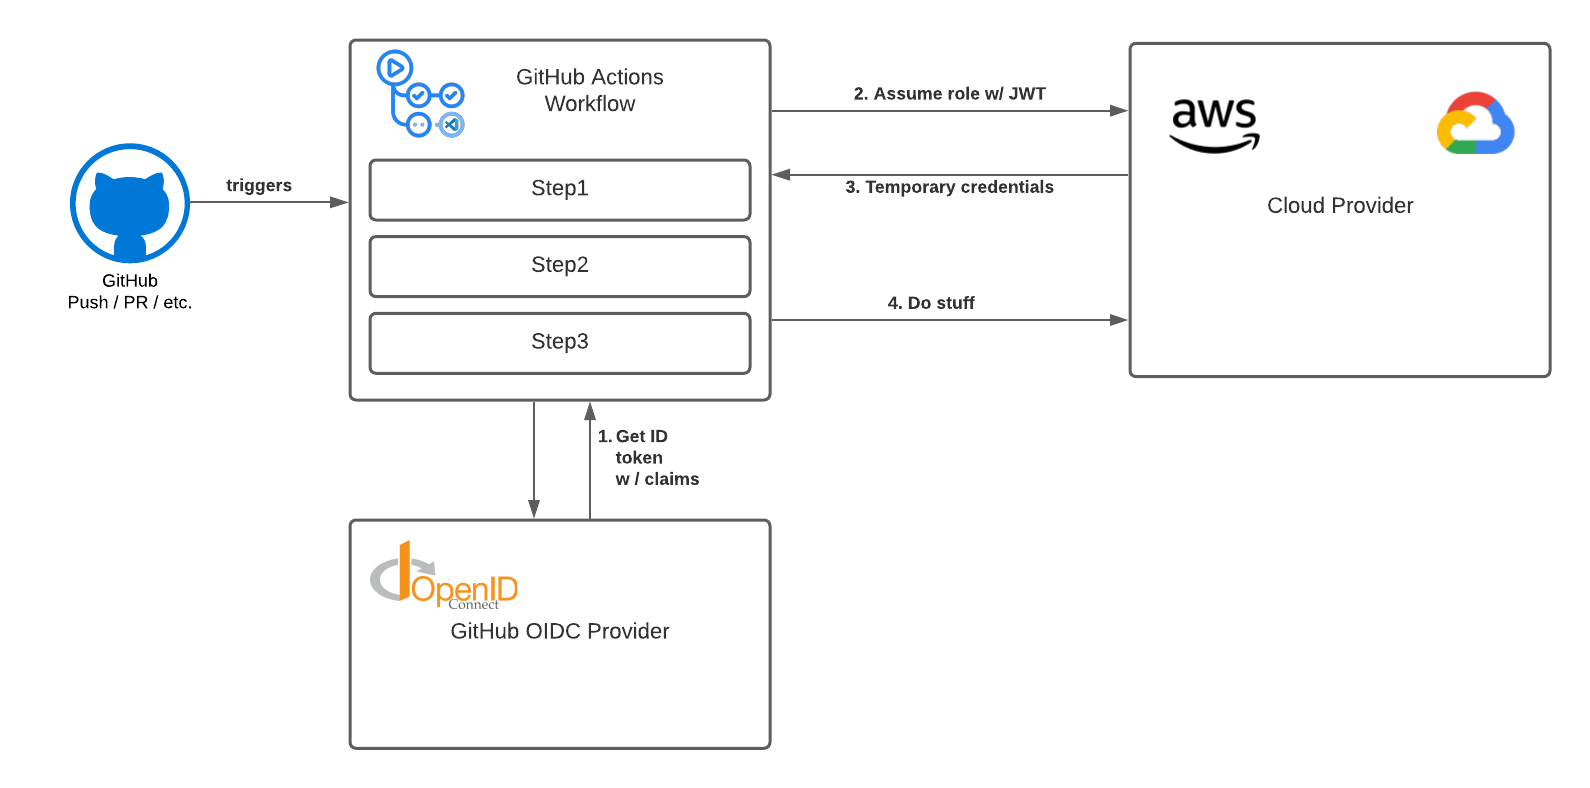 GitHub Actions
Workflow
2. Assume role w/ JWT
aws
triggers
Step1
3. Temporary credentials
Cloud Provider
Step2
GitHub
Push / PR / etc.
4. Do stuff
Step3
1. Get ID
token
w / claims
OpenID
Connect
GitHub OIDC Provider